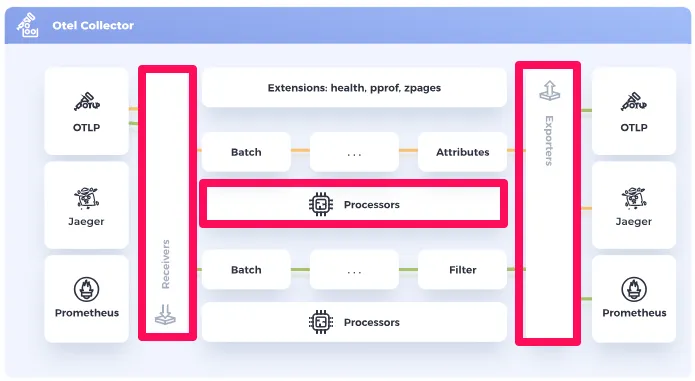 Otel Collector
Extensions: health, pprof, zpages
OTLP
OTLP
Batch
. . .
Attributes
Exporters
Processors
Jaeger
Jaeger
Receivers
Batch
. . .
Filter
Prometheus
Prometheus
Processors